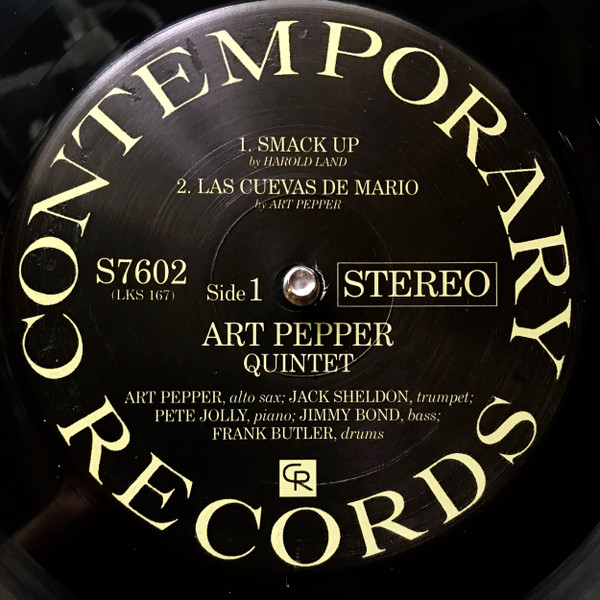 CONTEMPORARY
1. SMACK UP
by HAROLD LAND
2. LAS CUEVAS DE MARIO
by ART PEPPER
S7602
(LKS 167)
Side 1
STEREO
ART PEPPER
QUINTET
ART PEPPER, alto sax; JACK SHELDON, trumpet;
PETE JOLLY, piano; JIMMY BOND, bass;
FRANK BUTLER, drums
CR
RECORDS